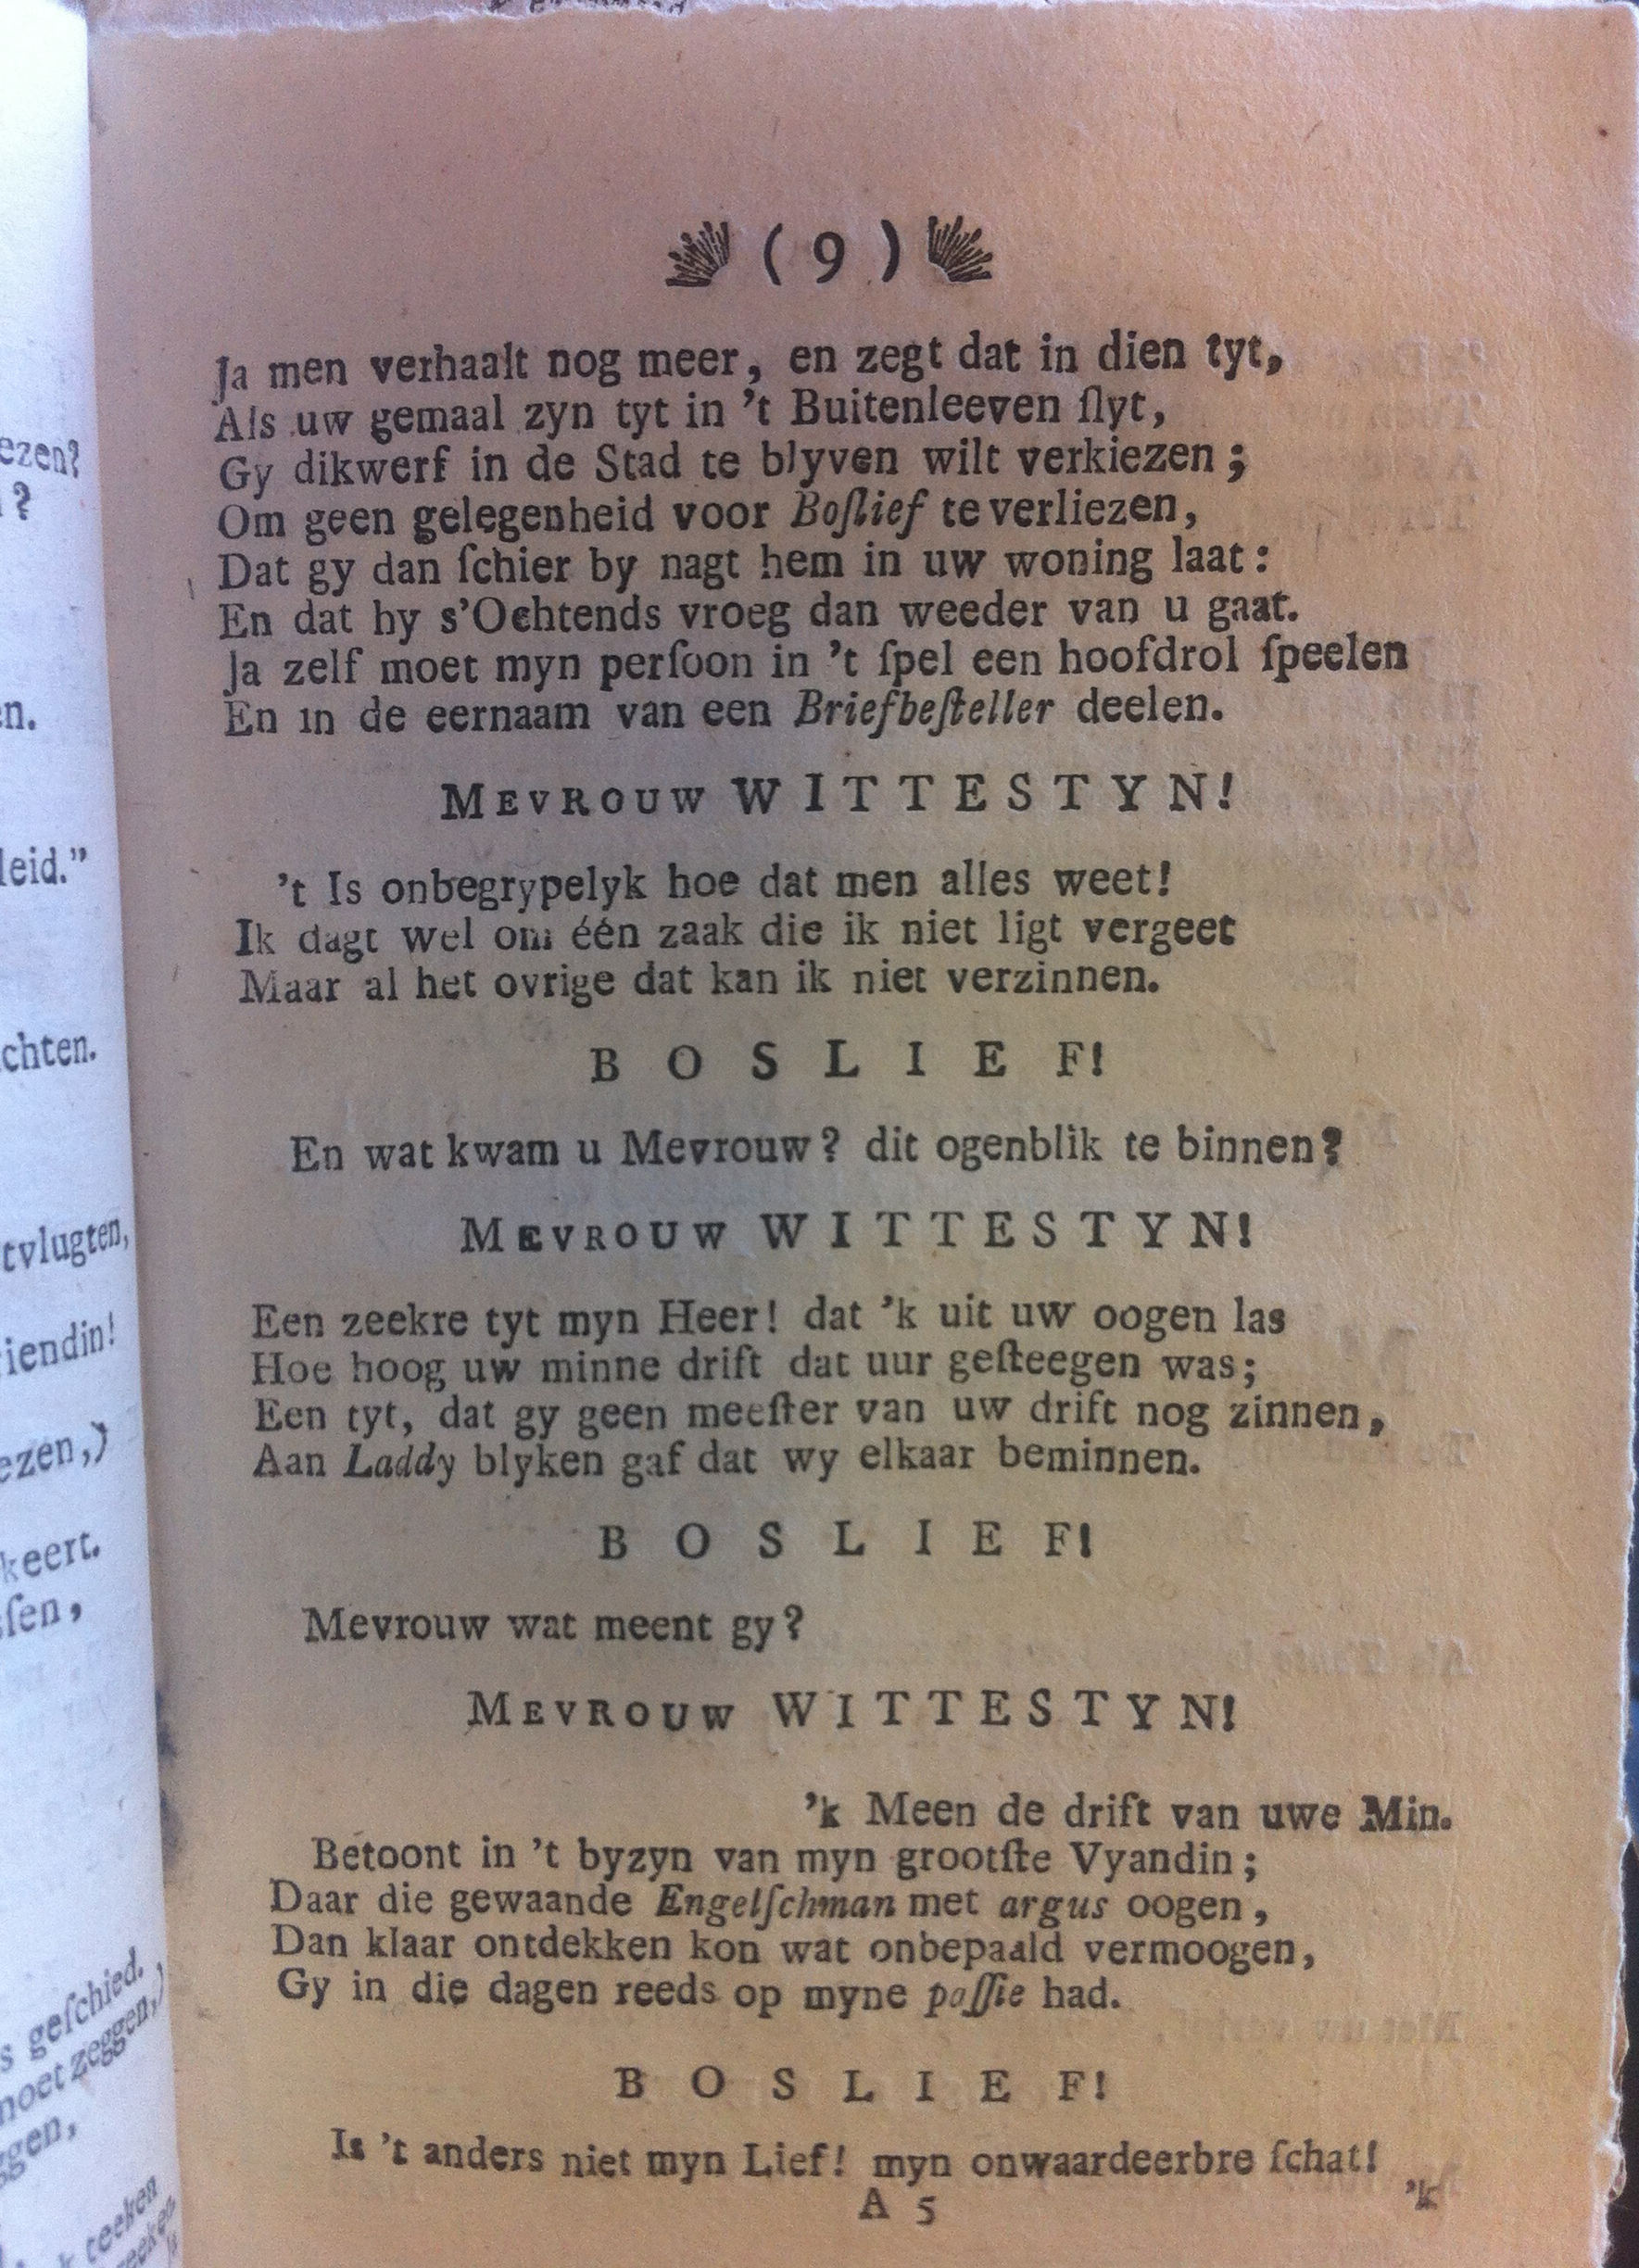 ezen?
?
en.
leid."
chten.
tvlugten,
iendin!
ezen,)
keert.
ſen,
s geſchied.
moet zeggen,)
ggen,
teeken
( 9 )
Ja men verhaalt nog meer, en zegt dat in dien tyt,
Als uw gemaal zyn tyt in 't Buitenleeven ſlyt,
Gy dikwerf in de Stad te blyven wilt verkiezen;
Om geen gelegenheid voor Boſlief te verliezen,
Dat gy dan ſchier by nagt hem in uw woning laat:
En dat hy s'Ochtends vroeg dan weeder van u gaat.
Ja zelf moet myn perſoon in 't ſpel een hoofdrol ſpeelen
En in de eernaam van een Briefbeſteller deelen.
MEVROUW WITTESTYN!
't Is onbegrypelyk hoe dat men alles weet!
Ik dagt wel om één zaak die ik niet ligt vergeet
Maar al het ovrige dat kan ik niet verzinnen.
BOSLIEF!
En wat kwam u Mevrouw? dit ogenblik te binnen?
MEVROUW WITTESTYN!
Een zeekre tyt myn Heer! dat 'k uit uw oogen las
Hoe hoog uw minne drift dat uur geſteegen was;
Een tyt, dat gy geen meeſter van uw drift nog zinnen,
Aan Laddy blyken gaf dat wy elkaar beminnen.
BOSLIEF!
Mevrouw wat meent gy?
MEVROUW WITTESTYN!
'k Meen de drift van uwe Min.
Betoont in 't byzyn van myn grootſte Vyandin;
Daar die gewaande Engelſchman met argus oogen,
Dan klaar ontdekken kon wat onbepaald vermoogen,
Gy in die dagen reeds op myne paſſie had.
BOSLIEF!
Is 't anders niet myn Lief! myn onwaardeerbre ſchat!
A 5 'k